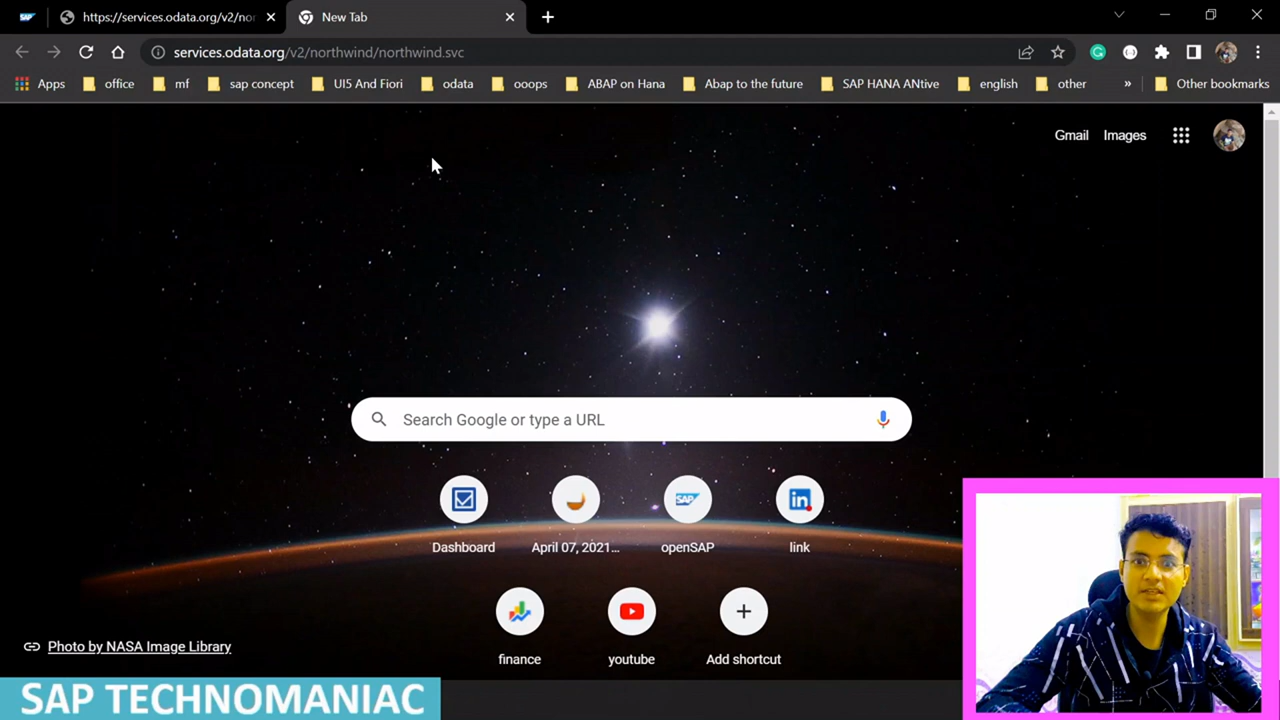 https://services.odata.org/v2/no
New Tab
services.odata.org/v2/northwind/northwind.svc
Apps
office
mf
sap concept
UI5 And Fiori
odata
ooops
ABAP on Hana
Abap to the future
SAP HANA ANtive
english
other
»
Other bookmarks
Gmail
Images
Search Google or type a URL
SAP
in
Dashboard
April 07, 2021...
openSAP
link
finance
youtube
Add shortcut
Photo by NASA Image Library
SAP TECHNOMANIAC